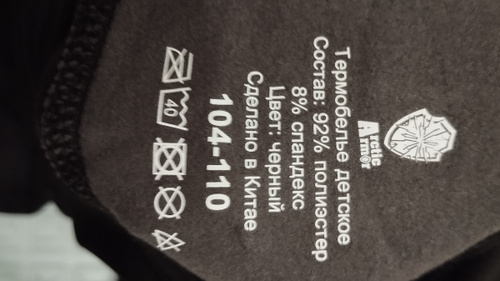 Arctic
Armor
Термобелье детское
Состав: 92% полиэстер
8% спандекс
Цвет: черный
Сделано в Китае
104-110
40